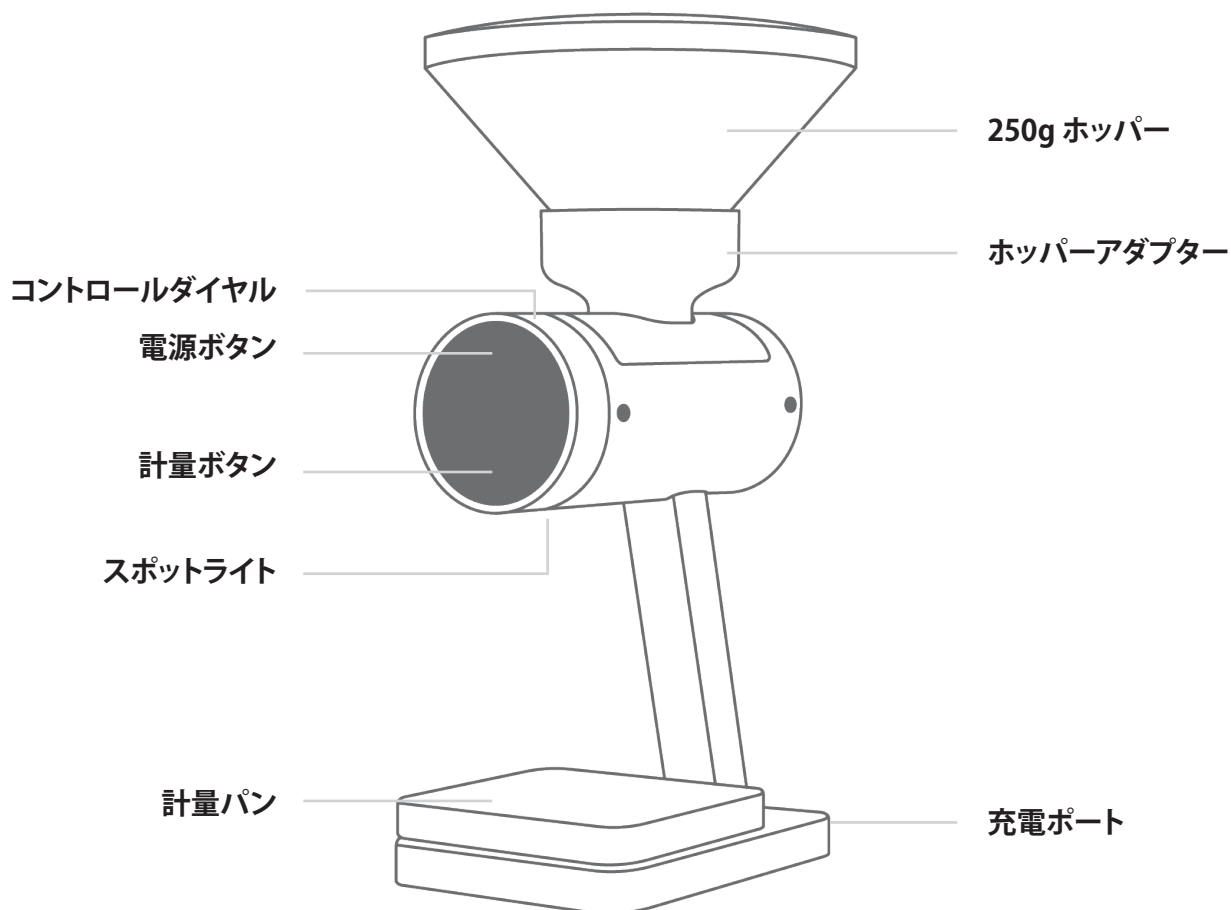 250g ホッパー
ホッパーアダプター
コントロールダイヤル
電源ボタン
計量ボタン
スポットライト
計量パン
充電ポート